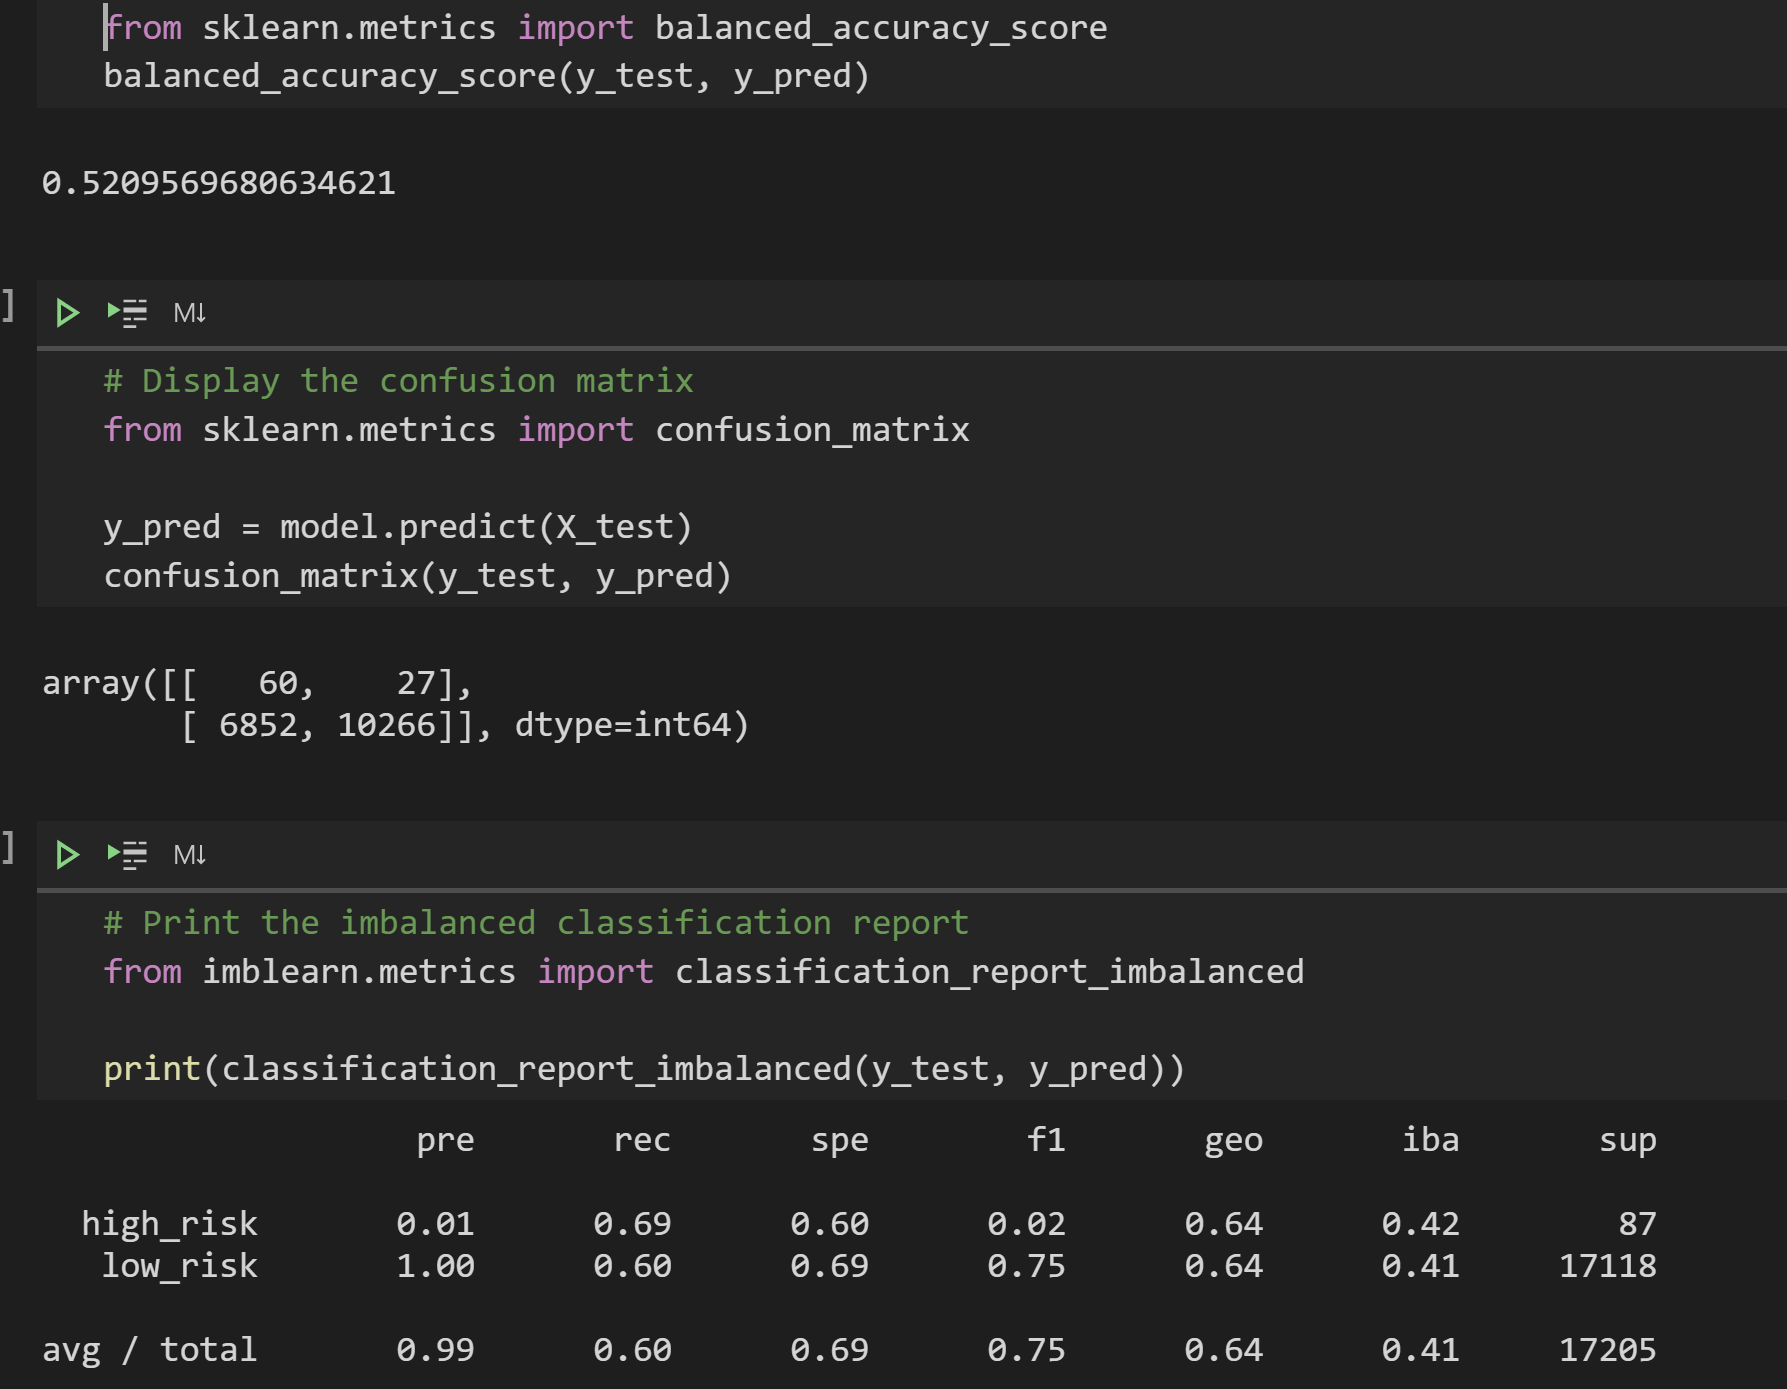 from sklearn.metrics import balanced_accuracy_score
balanced_accuracy_score(y_test, y_pred)
0.5209569680634621
]
M↓
# Display the confusion matrix
from sklearn.metrics import confusion_matrix
y_pred = model.predict(X_test)
confusion_matrix(y_test, y_pred)
array([[   60,    27],
       [ 6852, 10266]], dtype=int64)
]
M↓
# Print the imbalanced classification report
from imblearn.metrics import classification_report_imbalanced
print(classification_report_imbalanced(y_test, y_pred))
                   pre       rec       spe        f1       geo       iba       sup
  high_risk       0.01      0.69      0.60      0.02      0.64      0.42        87
   low_risk       1.00      0.60      0.69      0.75      0.64      0.41     17118
avg / total       0.99      0.60      0.69      0.75      0.64      0.41     17205